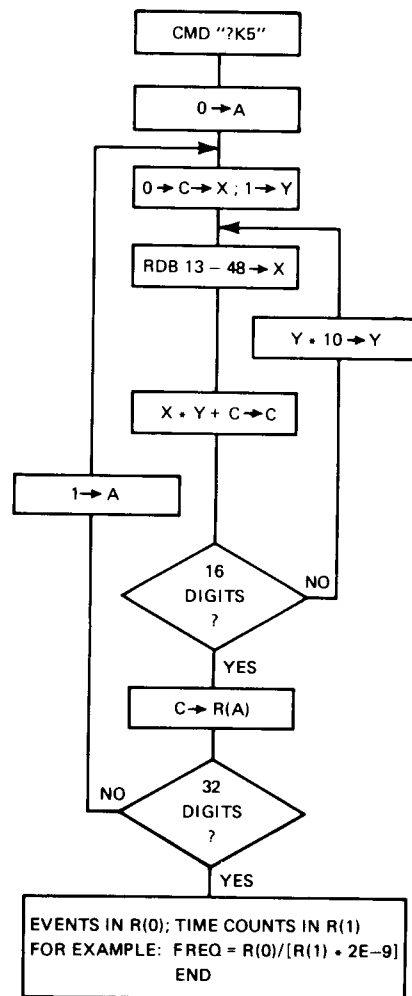 CMD "?K5"
0→A
0→C→X ; 1→Y
RDB 13 – 48→X
Y * 10→Y
X * Y + C→C
1→ A
16
DIGITS
?
NO
YES
C→ R(A)
32
DIGITS
?
NO
YES
EVENTS IN R(0); TIME COUNTS IN R(1)
FOR EXAMPLE: FREQ = R(0)/[R(1) * 2E–9]
END